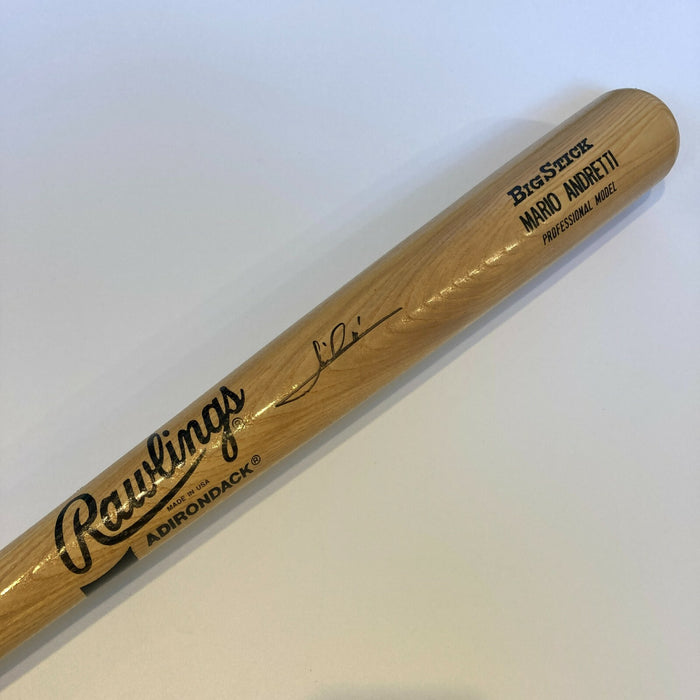 BIG STICK
MARIO ANDRETTI
PROFESSIONAL MODEL
Rawlings®
MADE IN USA
ADIRONDACK®